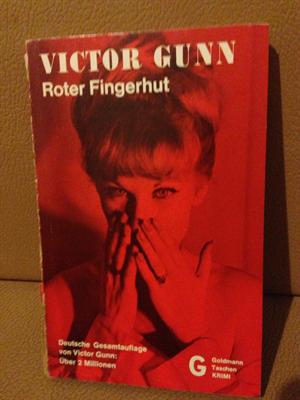 VICTOR GUNN
Roter Fingerhut
Deutsche Gesamtauflage
von Victor Gunn:
Über 2 Millionen
G
Goldmann
Taschen
KRIMI